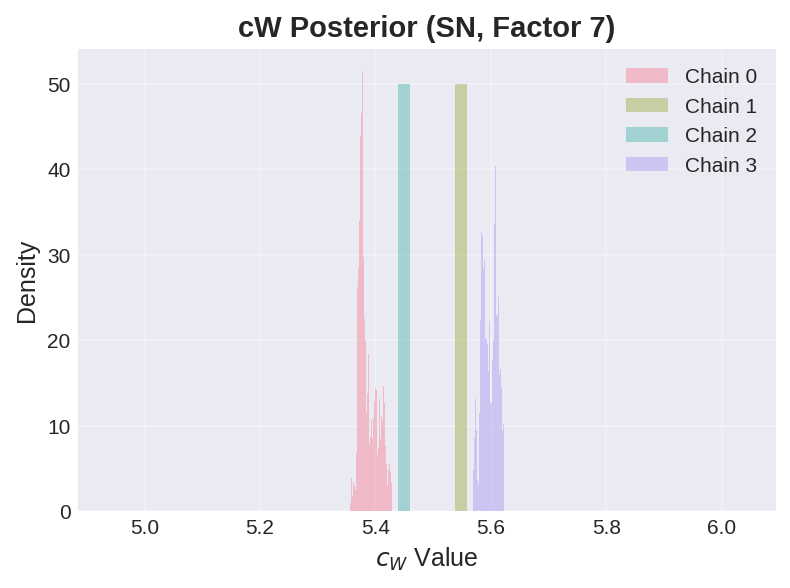 cW Posterior (SN, Factor 7)
Chain 0
Chain 1
Chain 2
Chain 3
50
40
30
20
10
0
Density
5.0 5.2 5.4 5.6 5.8 6.0
c_W Value